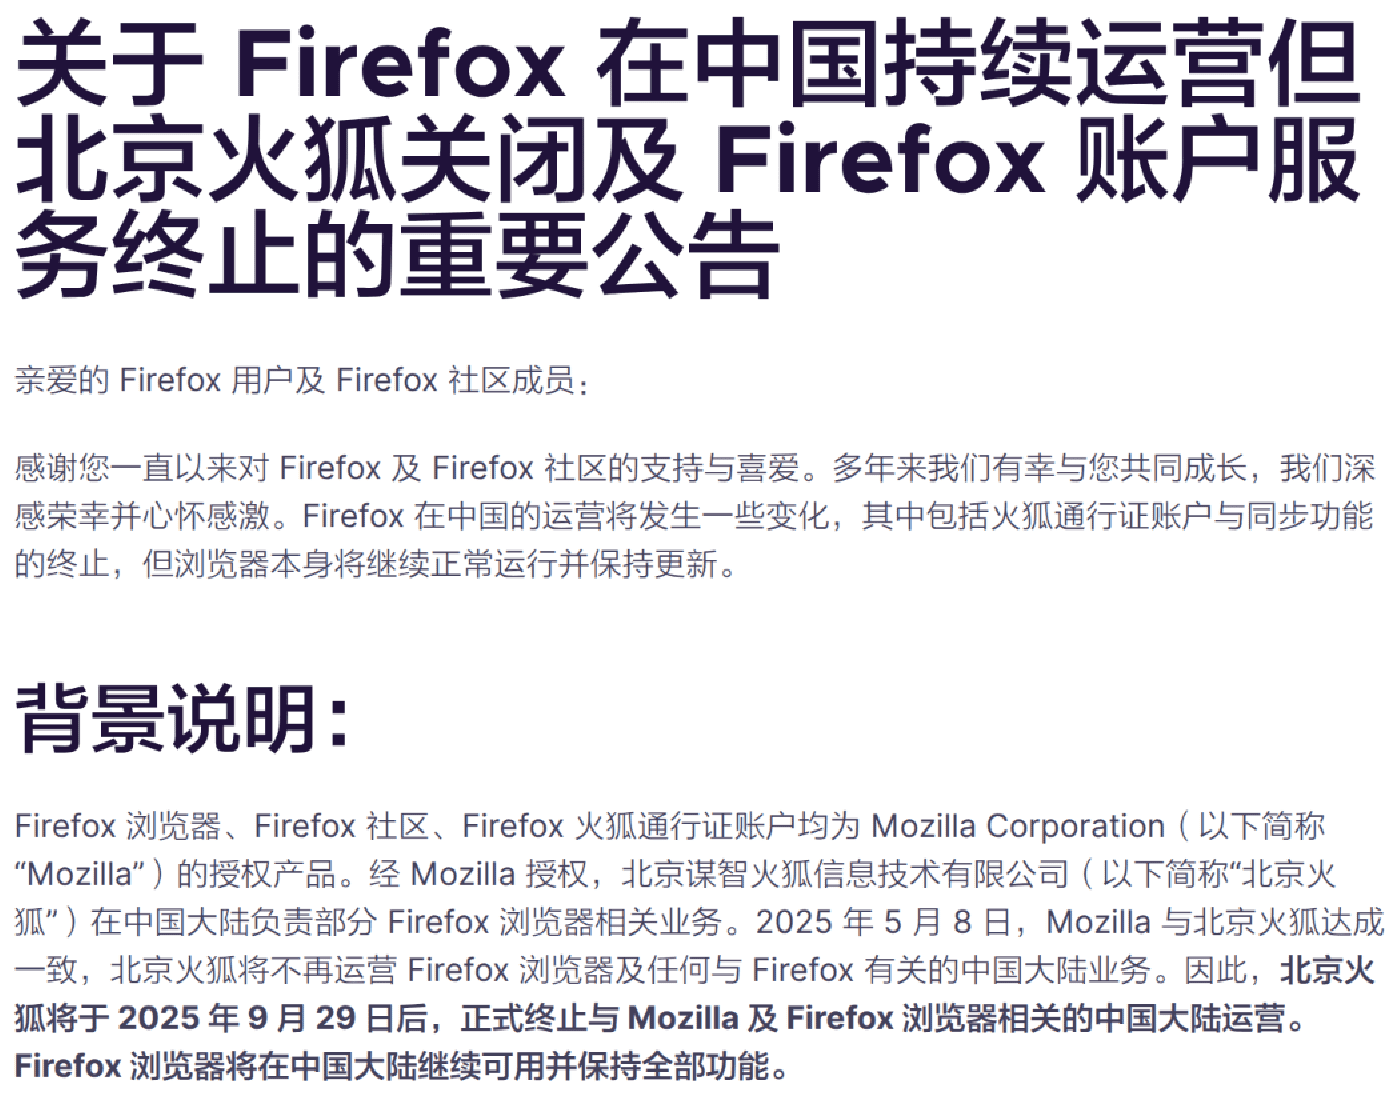 关于 Firefox 在中国持续运营但
北京火狐关闭及 Firefox 账户服
务终止的重要公告
亲爱的 Firefox 用户及 Firefox 社区成员：
感谢您一直以来对 Firefox 及 Firefox 社区的支持与喜爱。多年来我们有幸与您共同成长，我们深
感荣幸并心怀感激。Firefox 在中国的运营将发生一些变化，其中包括火狐通行证账户与同步功能
的终止，但浏览器本身将继续正常运行并保持更新。
背景说明：
Firefox 浏览器、Firefox 社区、Firefox 火狐通行证账户均为 Mozilla Corporation（以下简称
“Mozilla”）的授权产品。经 Mozilla 授权，北京谋智火狐信息技术有限公司（以下简称“北京火
狐”）在中国大陆负责部分 Firefox 浏览器相关业务。2025 年 5 月 8 日，Mozilla 与北京火狐达成
一致，北京火狐将不再运营 Firefox 浏览器及任何与 Firefox 有关的中国大陆业务。因此，北京火
狐将于 2025 年 9 月 29 日后，正式终止与 Mozilla 及 Firefox 浏览器相关的中国大陆运营。
Firefox 浏览器将在中国大陆继续可用并保持全部功能。